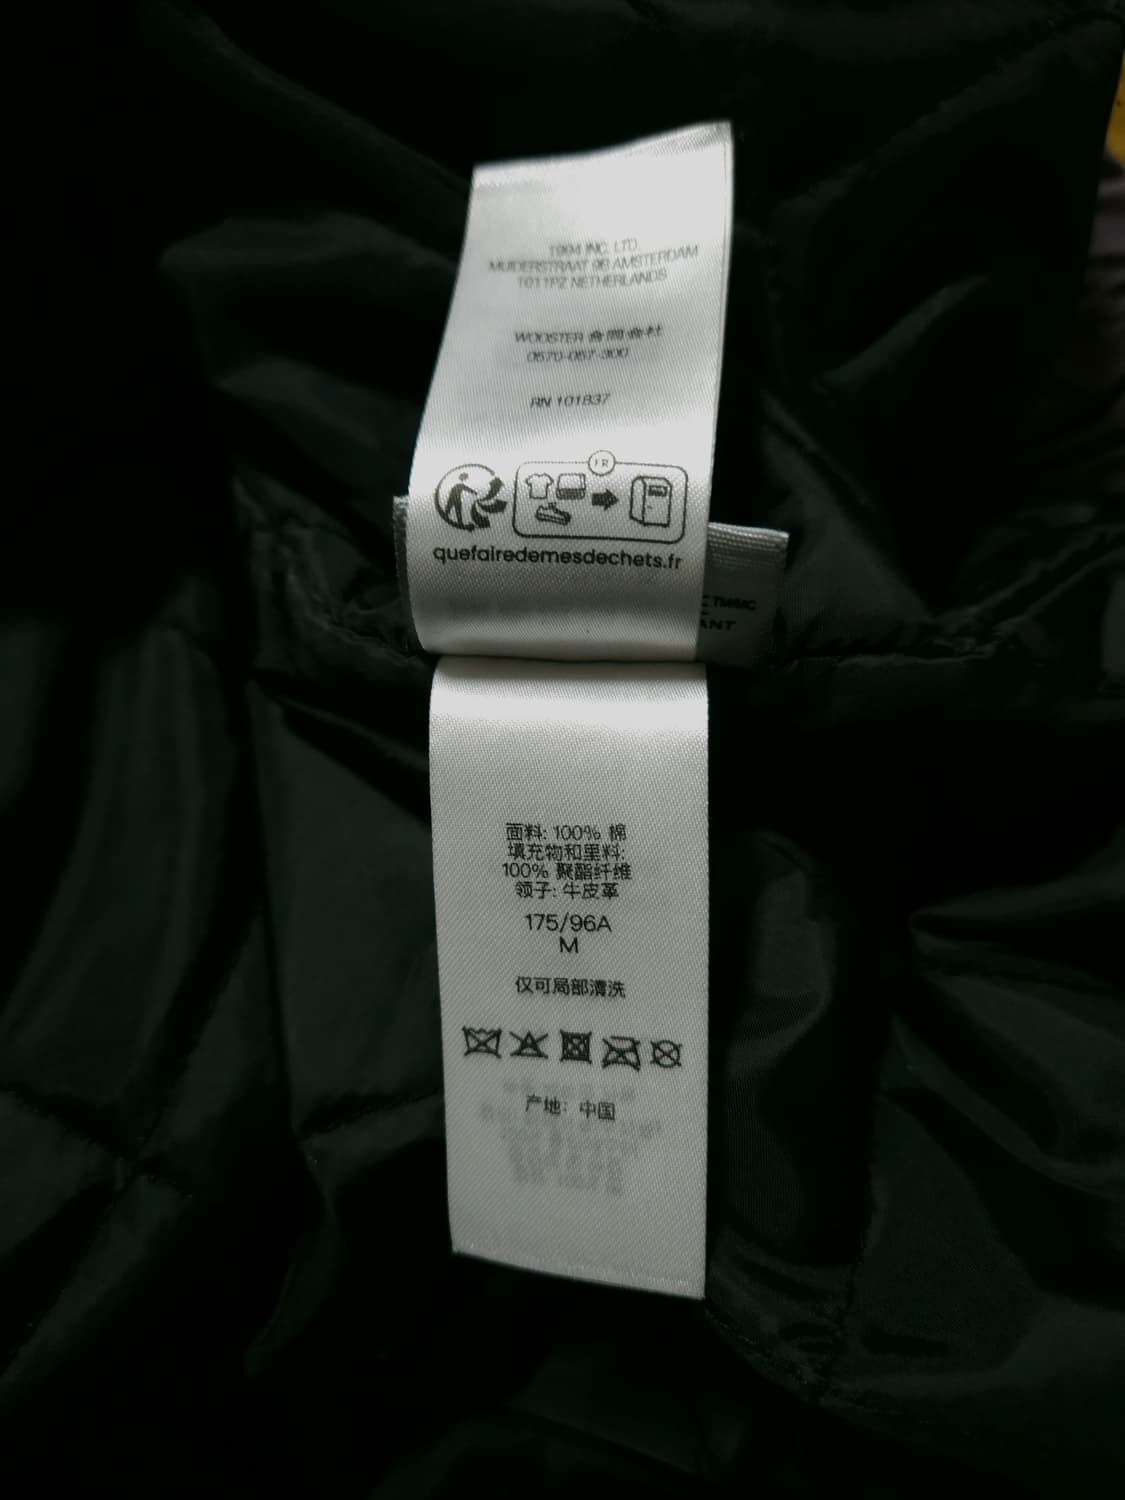 1994 INC. LTD.
MUIDERSTRAAT 9B AMSTERDAM
1011PZ NETHERLANDS
WOOSTER 合同会社
0570-057-300
RN 101837
FR
quefairedemesdechets.fr
面料: 100% 棉
填充物和里料:
100% 聚酯纤维
领子: 牛皮革
175/96A
M
仅可局部清洗
产地: 中国